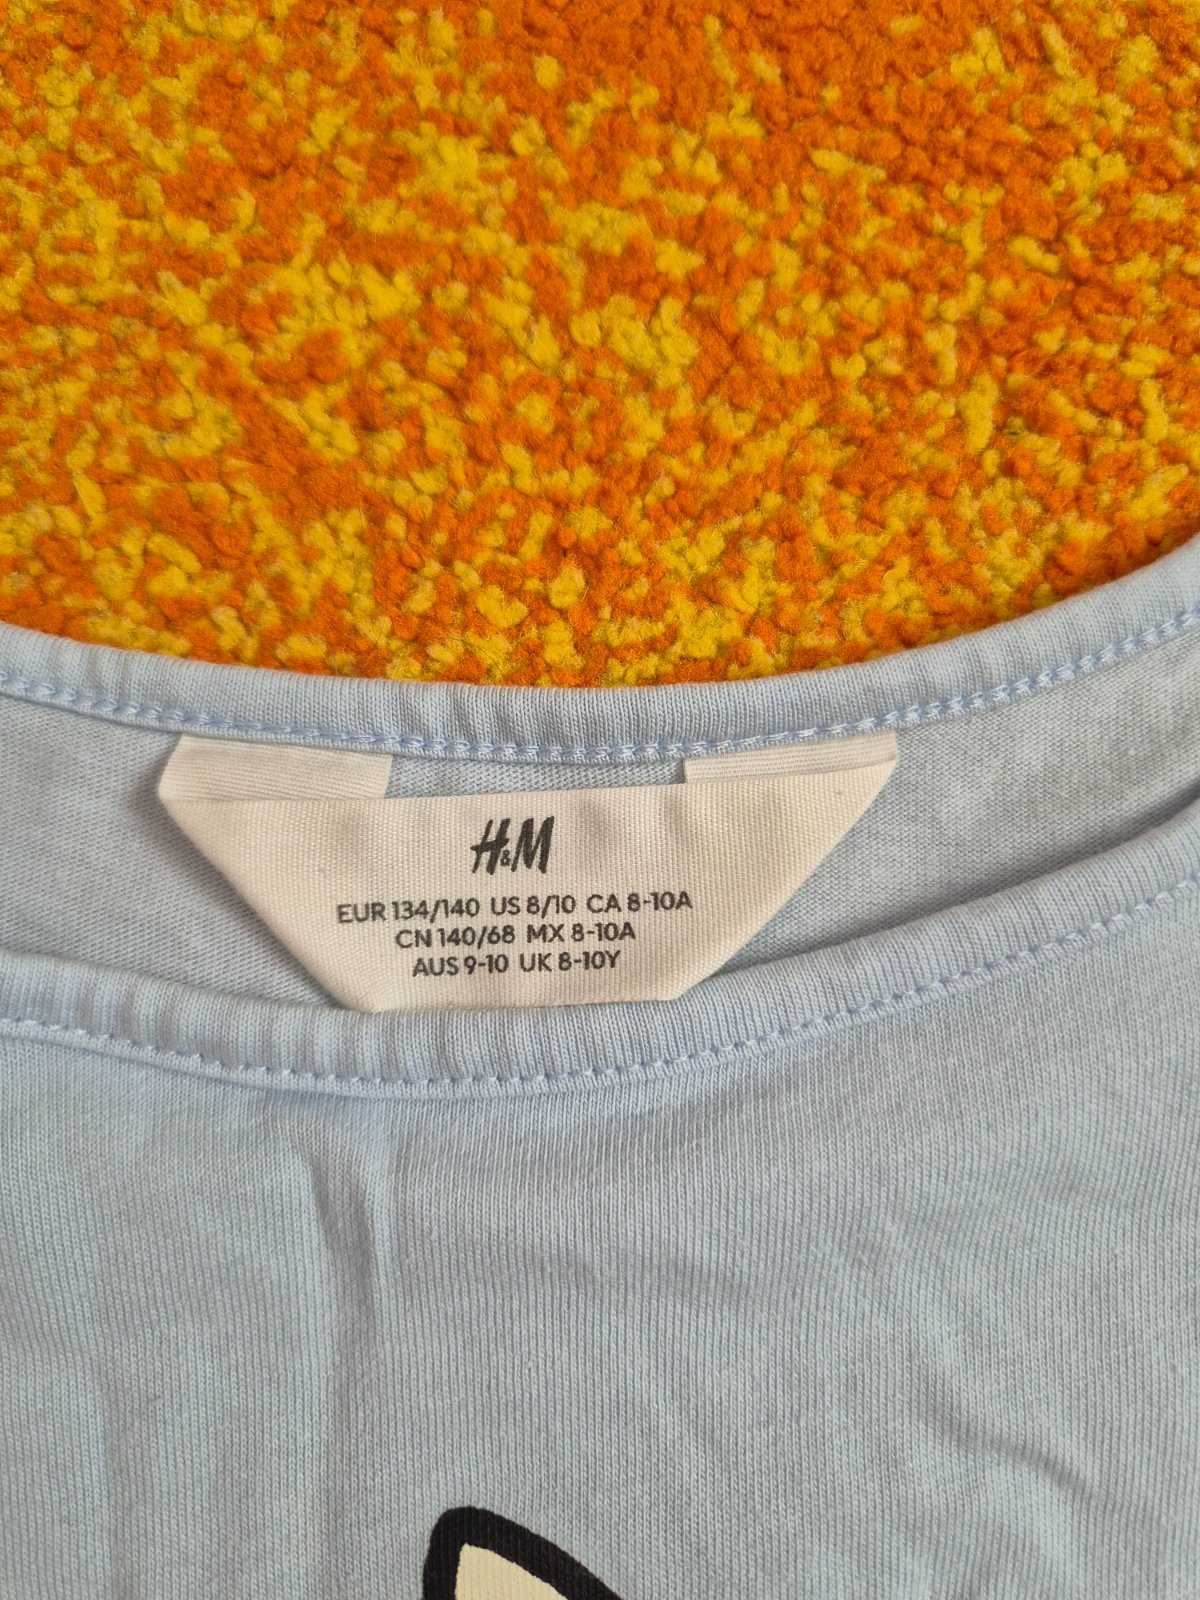 H&M
EUR 134/140 US 8/10 CA 8-10A
CN 140/68 MX 8-10A
AUS 9-10 UK 8-10Y